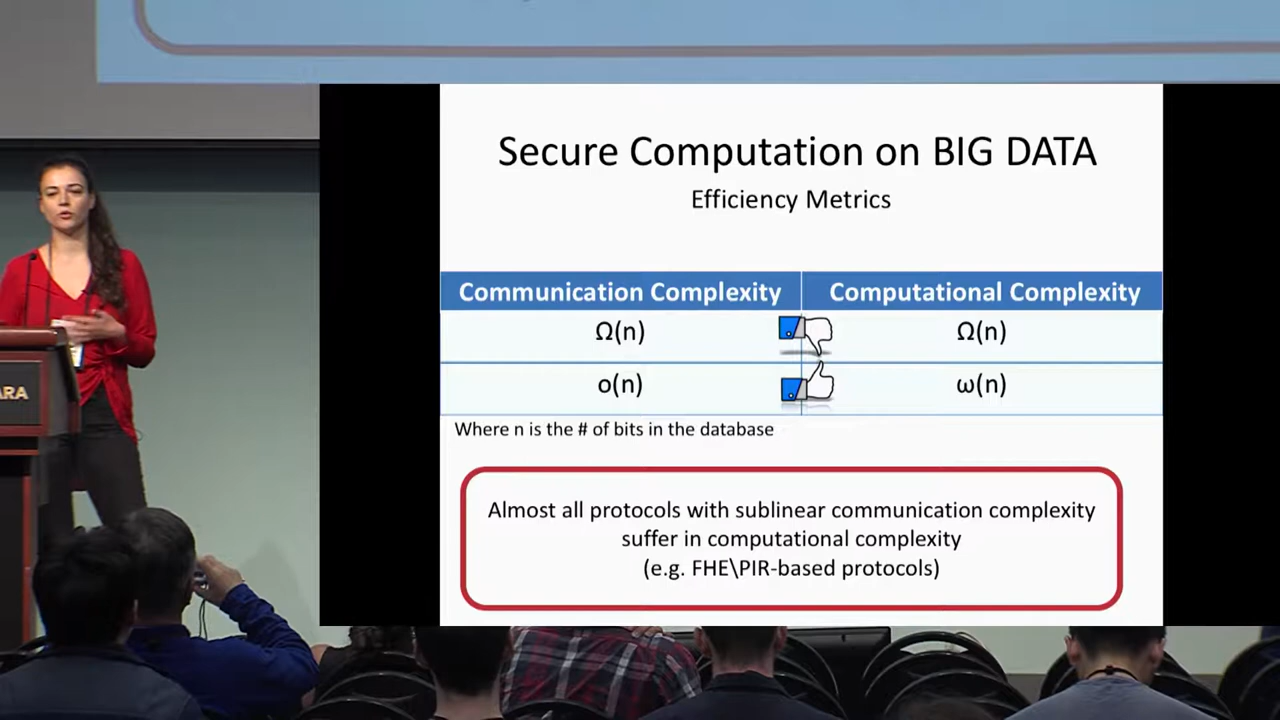 Secure Computation on BIG DATA
Efficiency Metrics
Communication Complexity Computational Complexity
Ω(n) Ω(n)
o(n) ω(n)
Where n is the # of bits in the database
Almost all protocols with sublinear communication complexity
suffer in computational complexity
(e.g. FHE\PIR-based protocols)
ARA